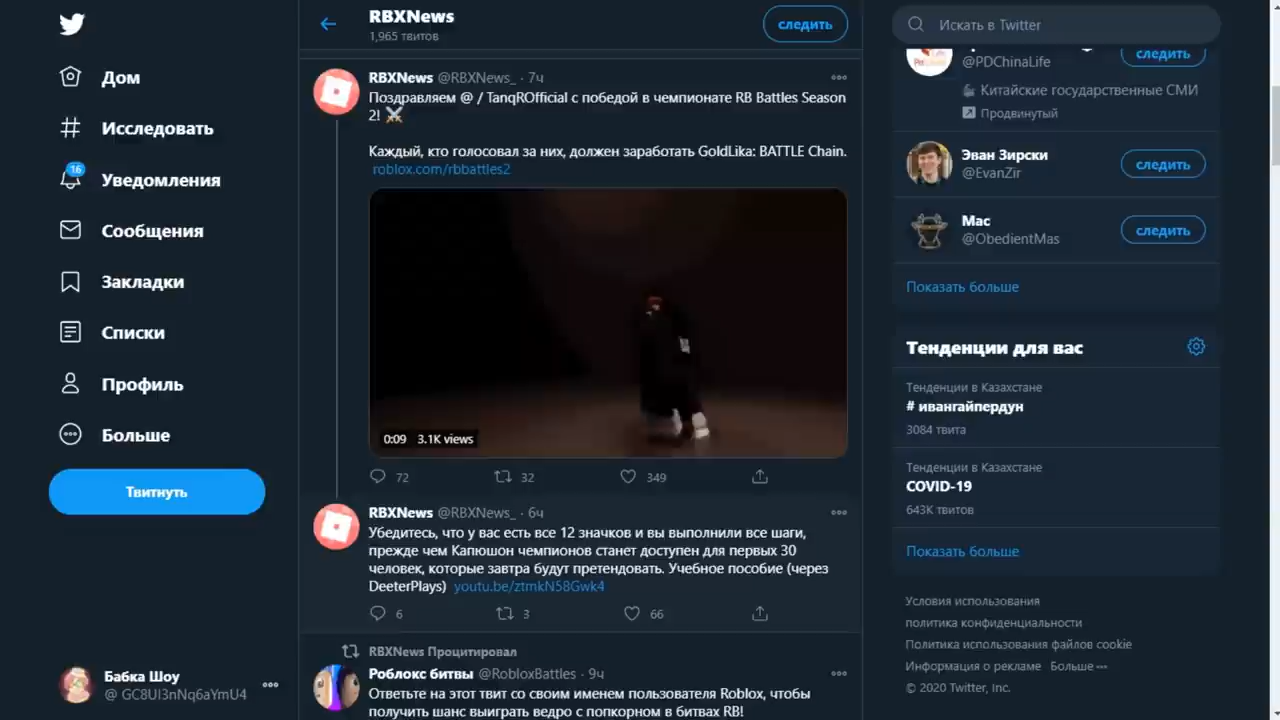 Дом
Исследовать
16
Уведомления
Сообщения
Закладки
Списки
Профиль
Больше
Твитнуть
Бабка Шоу
@ GC8UI3nNq6aYmU4
RBXNews
1,965 твитов
следить
RBXNews @RBXNews_ · 7ч
Поздравляем @ / TanqROfficial с победой в чемпионате RB Battles Season
2! ⚔
Каждый, кто голосовал за них, должен заработать GoldLika: BATTLE Chain.
roblox.com/rbbattles2
0:09 3.1K views
72 32 349
RBXNews @RBXNews_ · 6ч
Убедитесь, что у вас есть все 12 значков и вы выполнили все шаги,
прежде чем Капюшон чемпионов станет доступен для первых 30
человек, которые завтра будут претендовать. Учебное пособие (через
DeeterPlays) youtu.be/ztmkN58Gwk4
6 3 66
RBXNews Процитировал
Роблокс битвы @RobloxBattles · 9ч
Ответьте на этот твит со своим именем пользователя Roblox, чтобы
получить шанс выиграть ведро с попкорном в битвах RB!
Искать в Twitter
@PDChinaLife
следить
Китайские государственные СМИ
Продвинутый
Эван Зирски
@EvanZir
следить
Мас
@ObedientMas
следить
Показать больше
Тенденции для вас
Тенденции в Казахстане
# ивангайпердун
3084 твита
Тенденции в Казахстане
COVID-19
643K твитов
Показать больше
Условия использования
политика конфиденциальности
Политика использования файлов cookie
Информация о рекламе Больше ···
© 2020 Twitter, Inc.